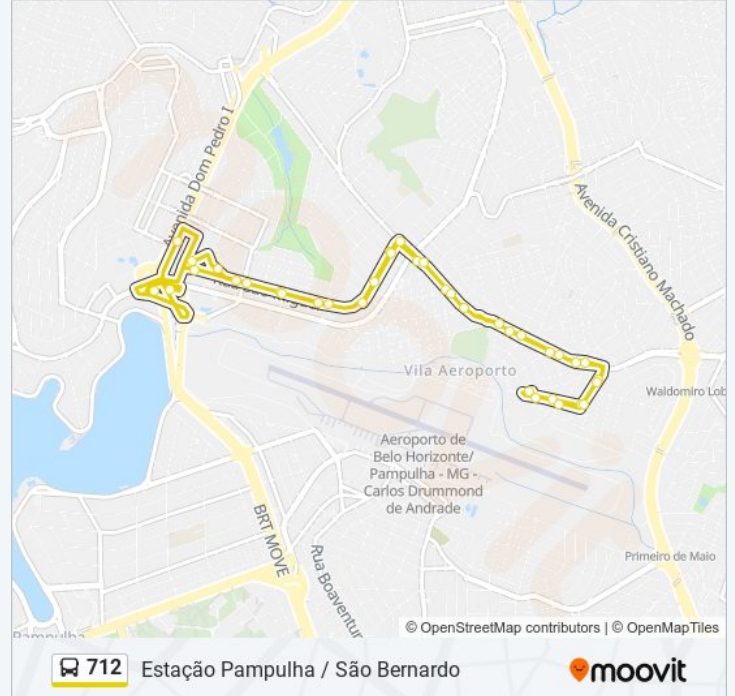 Avenida Dom Pedro I
Avenida Cristiano Machado
Vila Aeroporto
Waldomiro Lob
Aeroporto de
Belo Horizonte/
Pampulha - MG -
Carlos Drummond
de Andrade
BRT MOVE
Rua Boaventur
Primeiro de Maio
Pampulha
© OpenStreetMap contributors | © OpenMapTiles
712 Estação Pampulha / São Bernardo
moovit